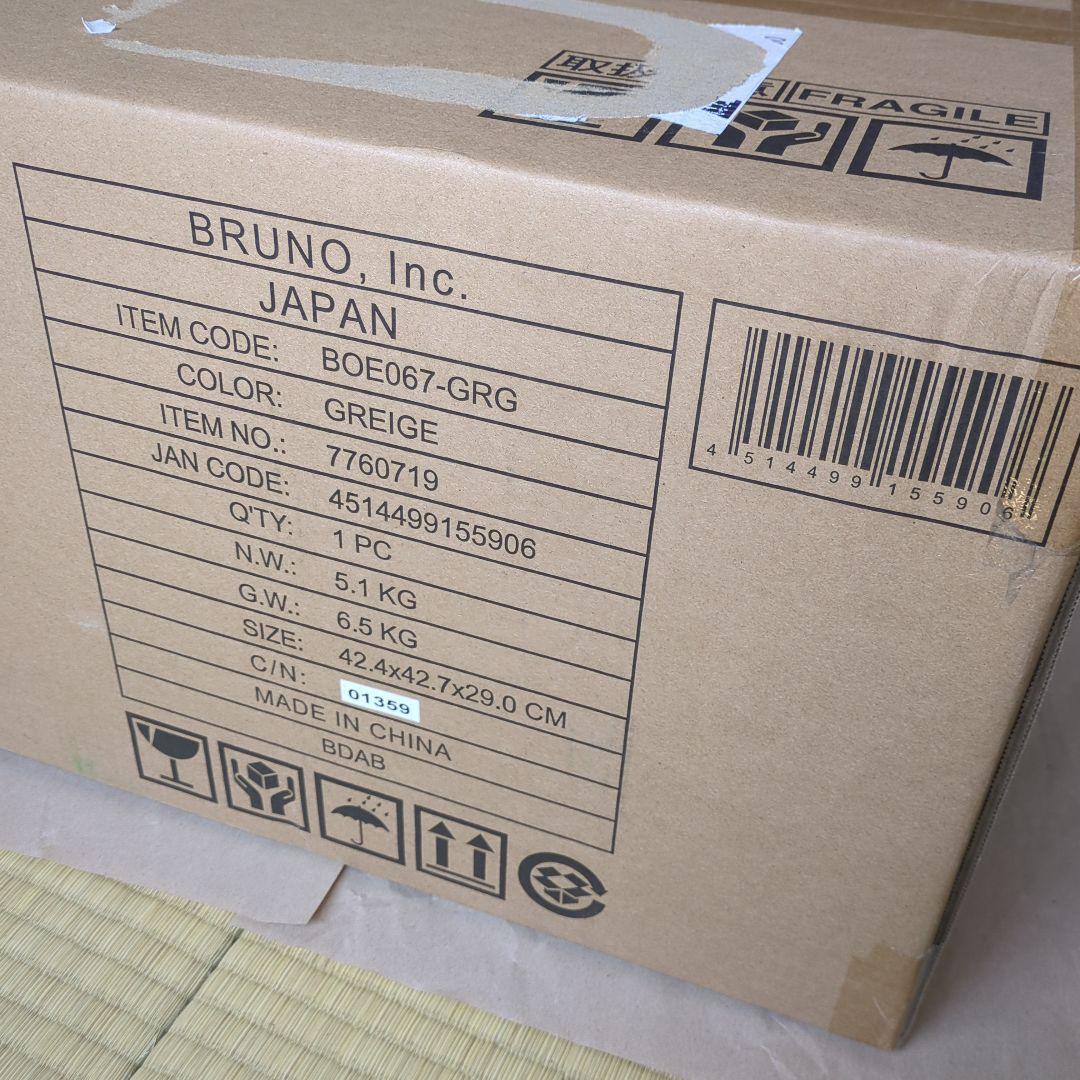 取扱
FRAGILE
BRUNO, Inc.
JAPAN
ITEM CODE: BOE067-GRG
COLOR: GREIGE
ITEM NO.: 7760719
JAN CODE: 4514499155906
Q'TY: 1 PC
N.W.: 5.1 KG
G.W.: 6.5 KG
SIZE: 42.4x42.7x29.0 CM
C/N: 01359
MADE IN CHINA
BDAB
4 514499 155906